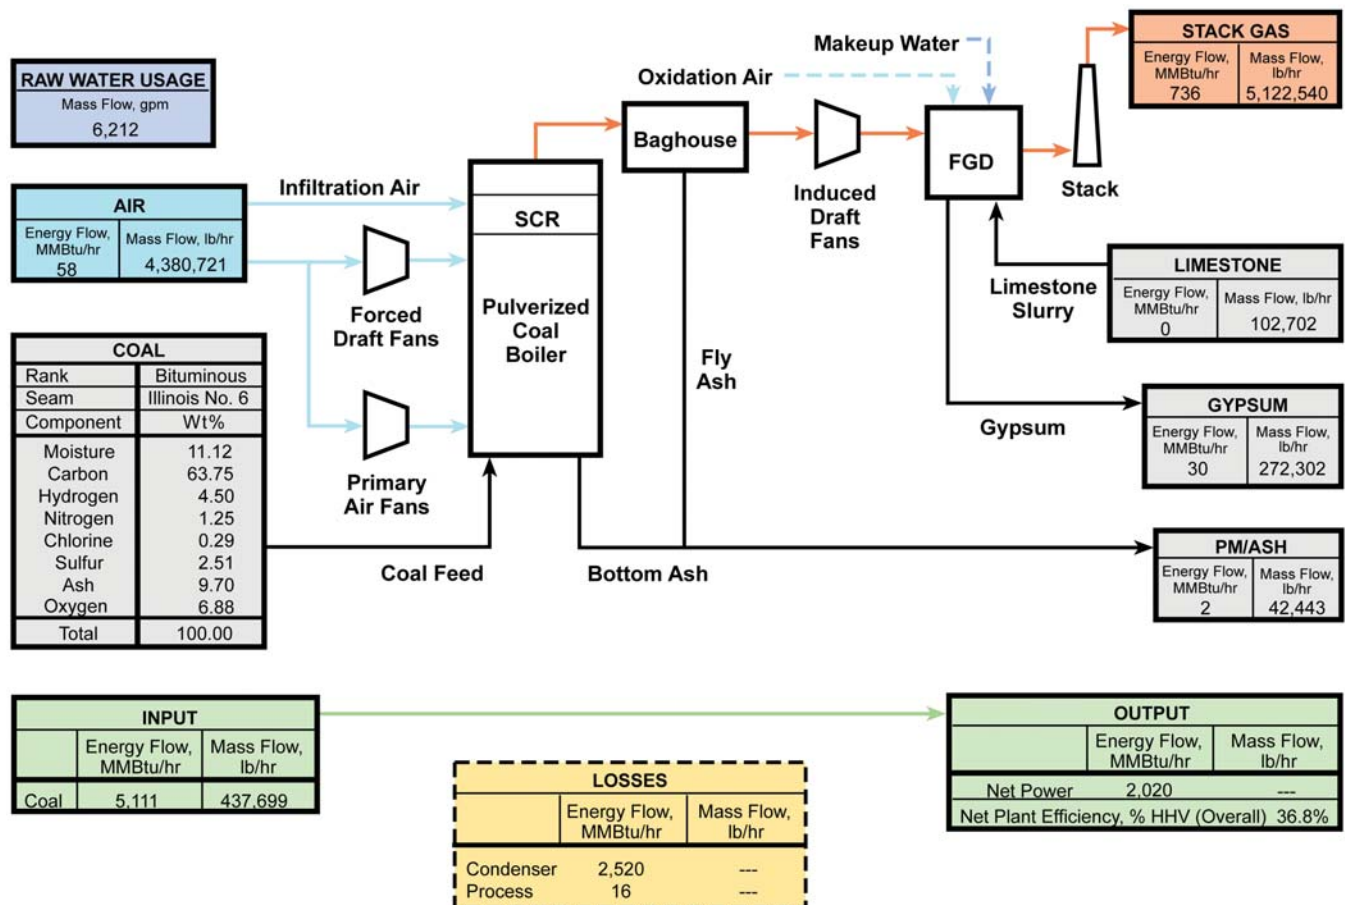 RAW WATER USAGE
Mass Flow, gpm
6,212
AIR
Energy Flow,
MMBtu/hr
58
Mass Flow, lb/hr
4,380,721
COAL
Rank Bituminous
Seam Illinois No. 6
Component Wt%
Moisture 11.12
Carbon 63.75
Hydrogen 4.50
Nitrogen 1.25
Chlorine 0.29
Sulfur 2.51
Ash 9.70
Oxygen 6.88
Total 100.00
Infiltration Air
Forced
Draft Fans
Primary
Air Fans
Coal Feed
SCR
Pulverized
Coal
Boiler
Bottom Ash
Fly
Ash
Baghouse
Induced
Draft
Fans
Oxidation Air
Makeup Water
FGD
Stack
Limestone
Slurry
Gypsum
STACK GAS
Energy Flow,
MMBtu/hr
736
Mass Flow,
lb/hr
5,122,540
LIMESTONE
Energy Flow,
MMBtu/hr
0
Mass Flow, lb/hr
102,702
GYPSUM
Energy Flow,
MMBtu/hr
30
Mass Flow,
lb/hr
272,302
PM/ASH
Energy Flow,
MMBtu/hr
2
Mass Flow,
lb/hr
42,443
INPUT
Energy Flow,
MMBtu/hr
Mass Flow,
lb/hr
Coal 5,111 437,699
LOSSES
Energy Flow,
MMBtu/hr
Mass Flow,
lb/hr
Condenser 2,520 ---
Process 16 ---
OUTPUT
Energy Flow,
MMBtu/hr
Mass Flow,
lb/hr
Net Power 2,020 ---
Net Plant Efficiency, % HHV (Overall) 36.8%